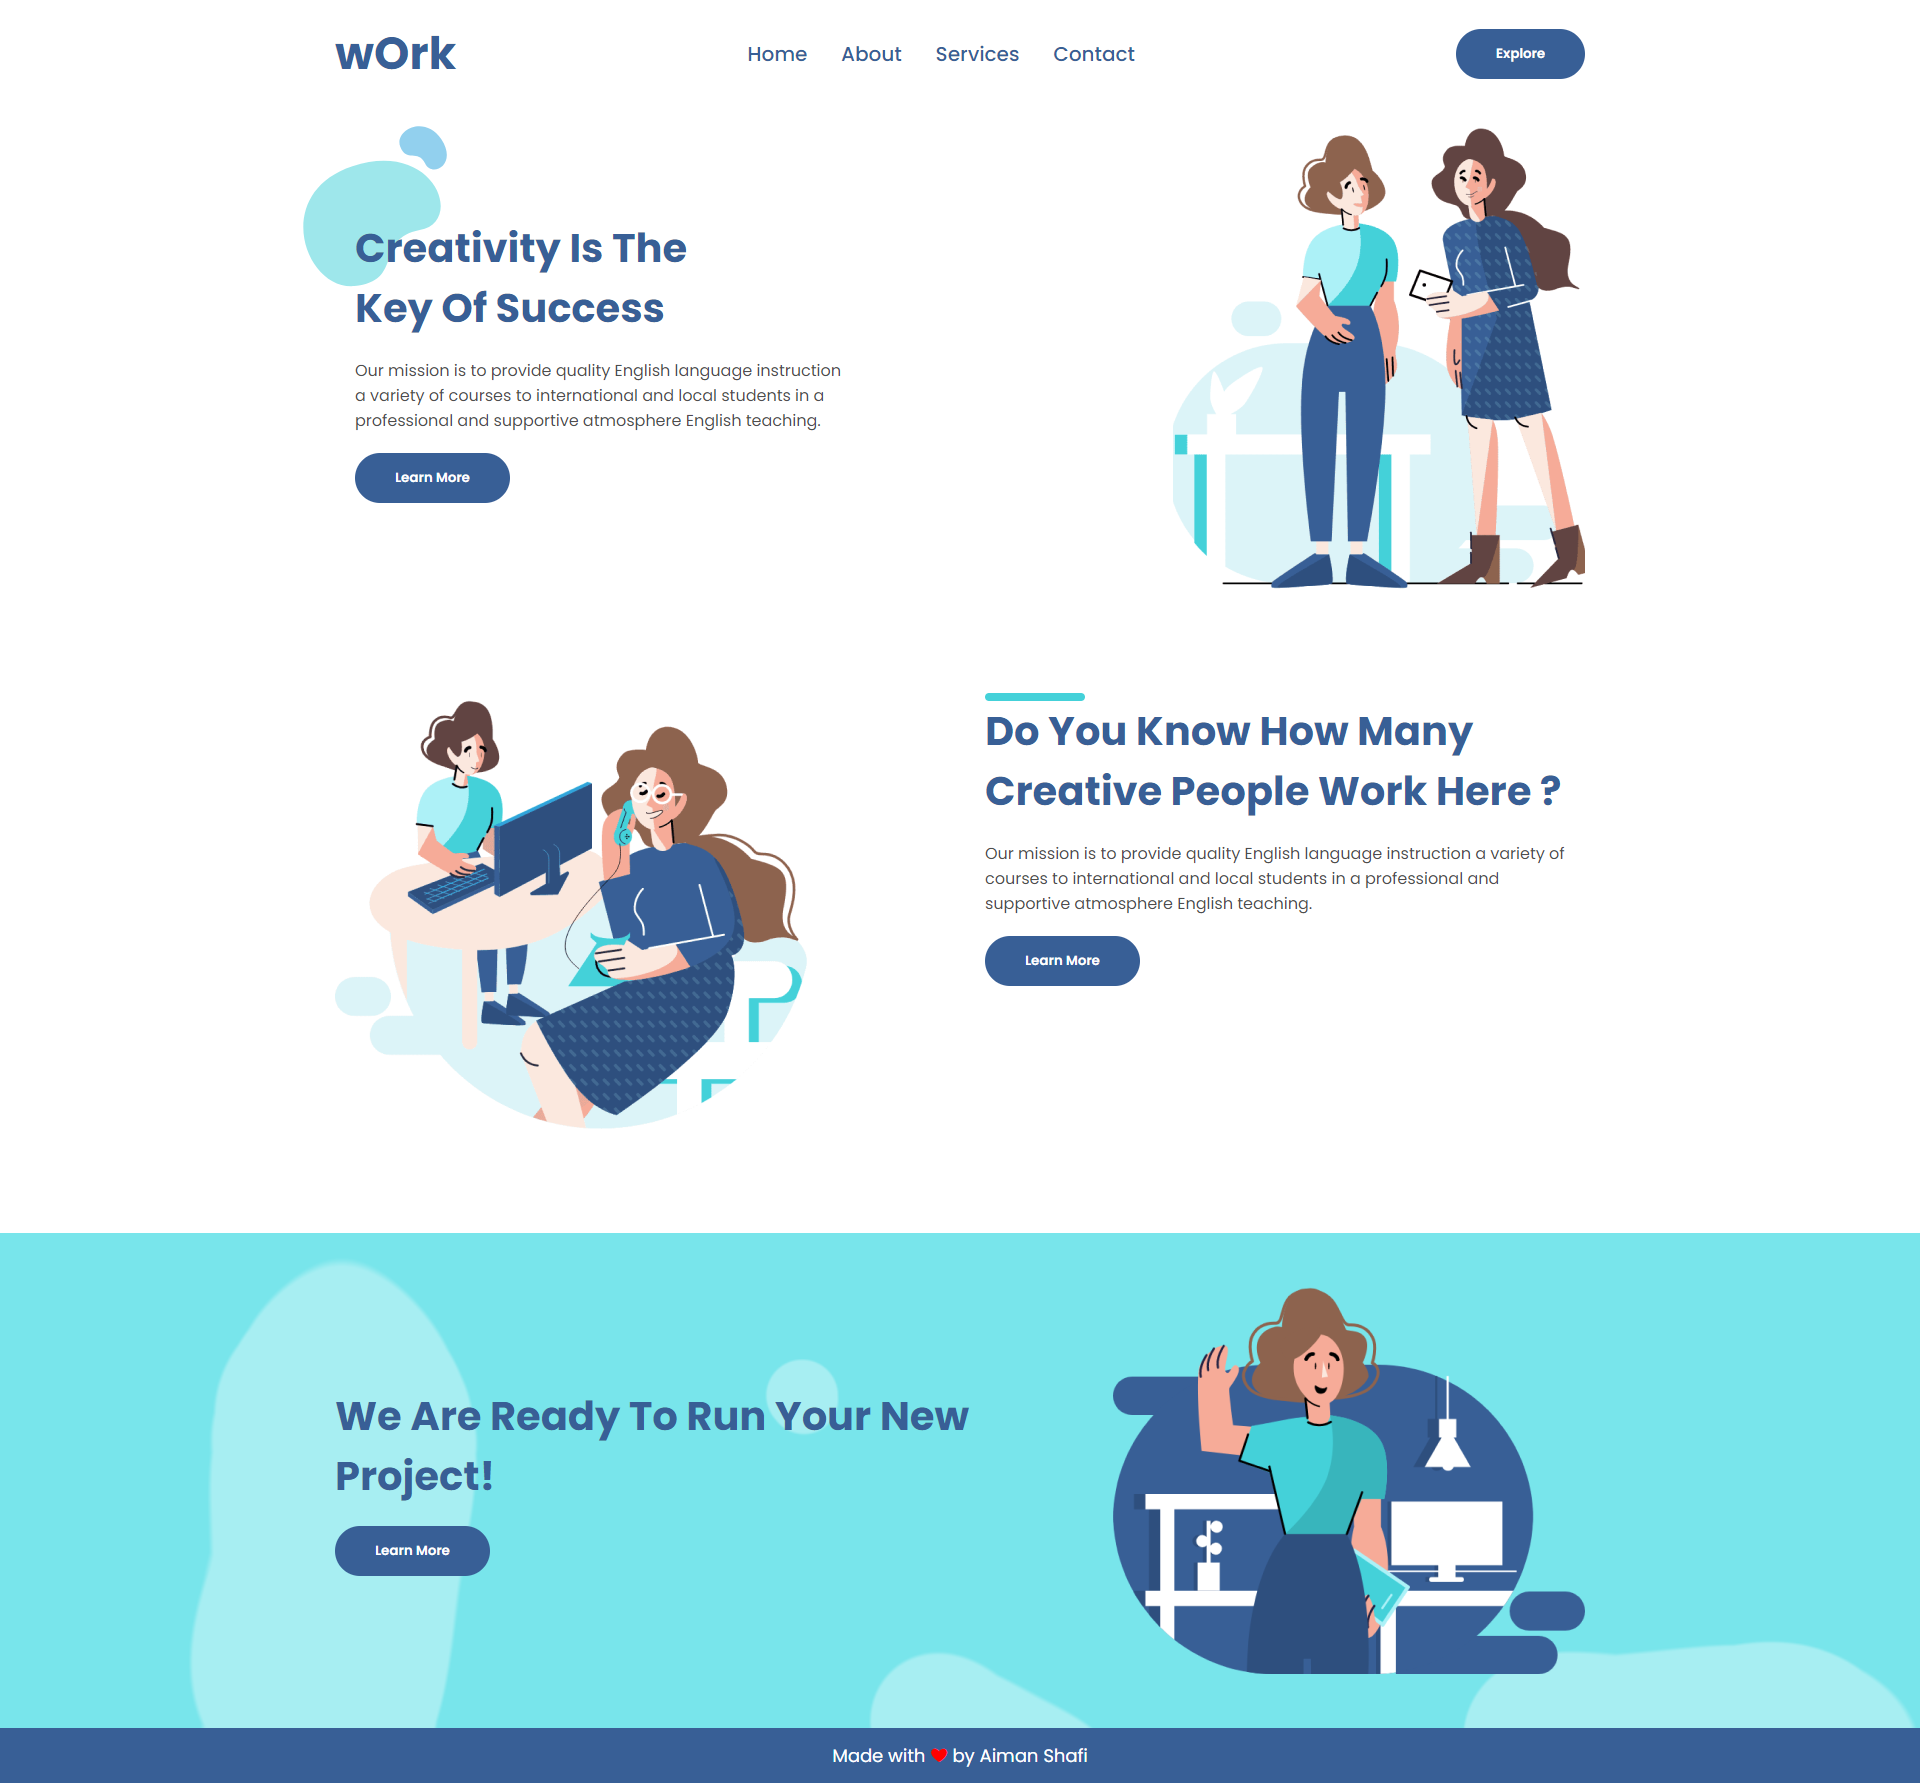 wOrk
Home About Services Contact
Explore
Creativity Is The
Key Of Success
Our mission is to provide quality English language instruction
a variety of courses to international and local students in a
professional and supportive atmosphere English teaching.
Learn More
Do You Know How Many
Creative People Work Here ?
Our mission is to provide quality English language instruction a variety of
courses to international and local students in a professional and
supportive atmosphere English teaching.
Learn More
We Are Ready To Run Your New
Project!
Learn More
Made with ❤ by Aiman Shafi